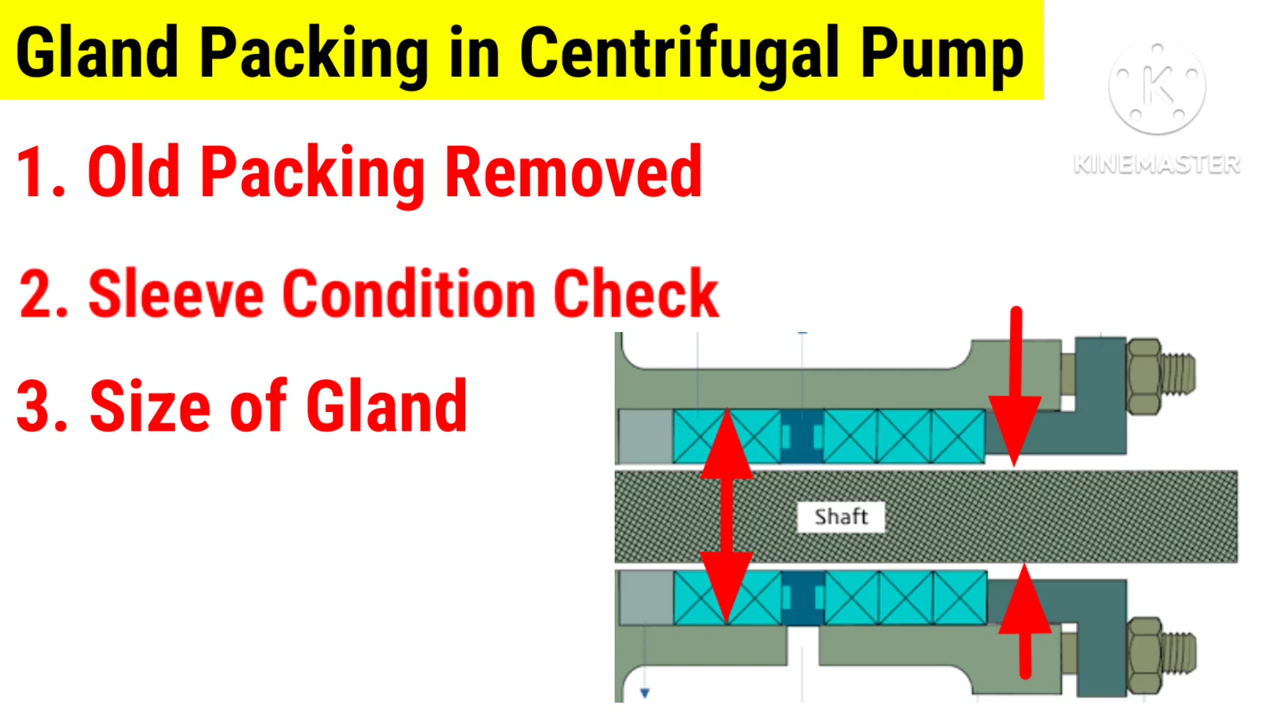 Gland Packing in Centrifugal Pump
K
KINEMASTER
1. Old Packing Removed
2. Sleeve Condition Check
3. Size of Gland
Shaft